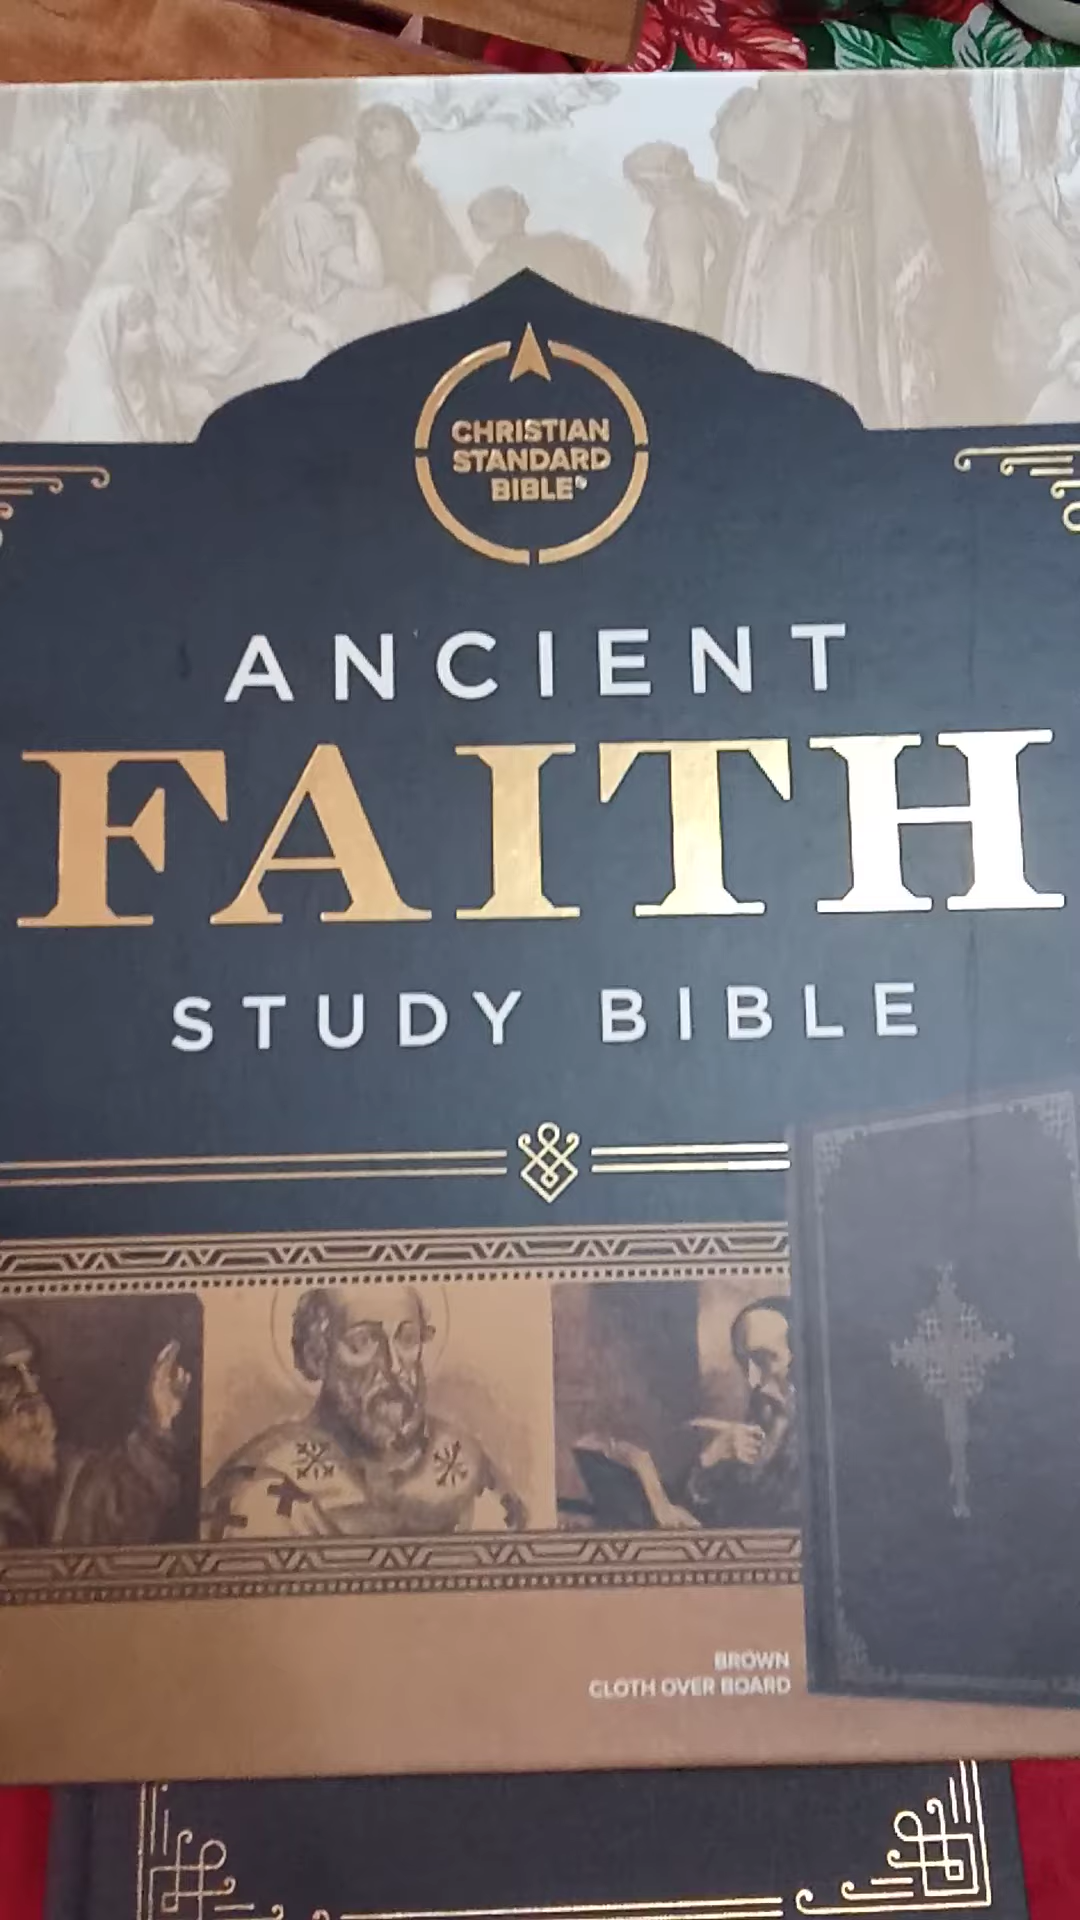 CHRISTIAN
STANDARD
BIBLE®
ANCIENT
FAITH
STUDY BIBLE
BROWN
CLOTH OVER BOARD